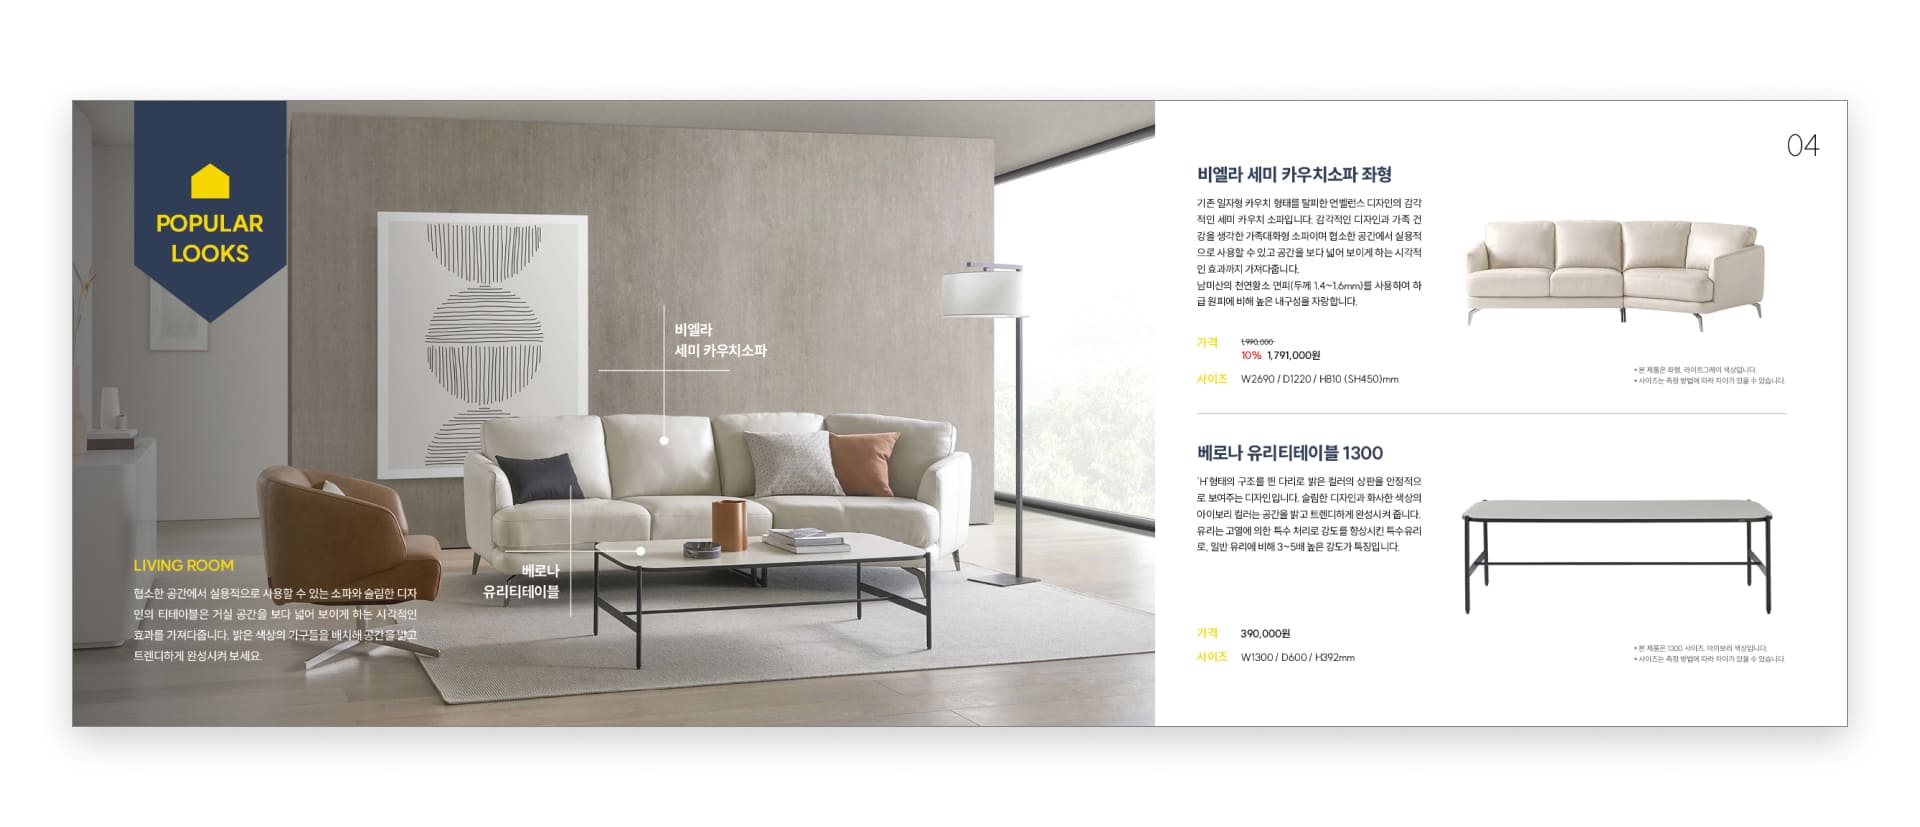 POPULAR
LOOKS
비엘라
세미 카우치소파
베로나
유리티테이블
LIVING ROOM
협소한 공간에서 실용적으로 사용할 수 있는 소파와 슬림한 디자
인의 티테이블은 거실 공간을 보다 넓어 보이게 하는 시각적인
효과를 가져다줍니다. 밝은 색상의 가구들을 배치해 공간을 밝고
트렌디하게 완성시켜 보세요.
04
비엘라 세미 카우치소파 좌형
기존 일자형 카우치 형태를 탈피한 언밸런스 디자인의 감각
적인 세미 카우치 소파입니다. 감각적인 디자인과 가족 건
강을 생각한 가족대화형 소파이며 협소한 공간에서 실용적
으로 사용할 수 있고 공간을 보다 넓어 보이게 하는 시각적
인 효과까지 가져다줍니다.
남미산의 천연황소 면피(두께 1.4~1.6mm)를 사용하여 하
급 원피에 비해 높은 내구성을 자랑합니다.
가격 1,990,000
10% 1,791,000원
사이즈 W2690 / D1220 / H810 (SH450)mm
* 본 제품은 좌형, 라이트그레이 색상입니다.
* 사이즈는 측정 방법에 따라 차이가 있을 수 있습니다.
베로나 유리티테이블 1300
'H'형태의 구조를 띈 다리로 밝은 컬러의 상판을 안정적으
로 보여주는 디자인입니다. 슬림한 디자인과 화사한 색상의
아이보리 컬러는 공간을 밝고 트렌디하게 완성시켜 줍니다.
유리는 고열에 의한 특수 처리로 강도를 향상시킨 특수유리
로, 일반 유리에 비해 3~5배 높은 강도가 특징입니다.
가격 390,000원
사이즈 W1300 / D600 / H392mm
* 본 제품은 1300 사이즈, 아이보리 색상입니다.
* 사이즈는 측정 방법에 따라 차이가 있을 수 있습니다.